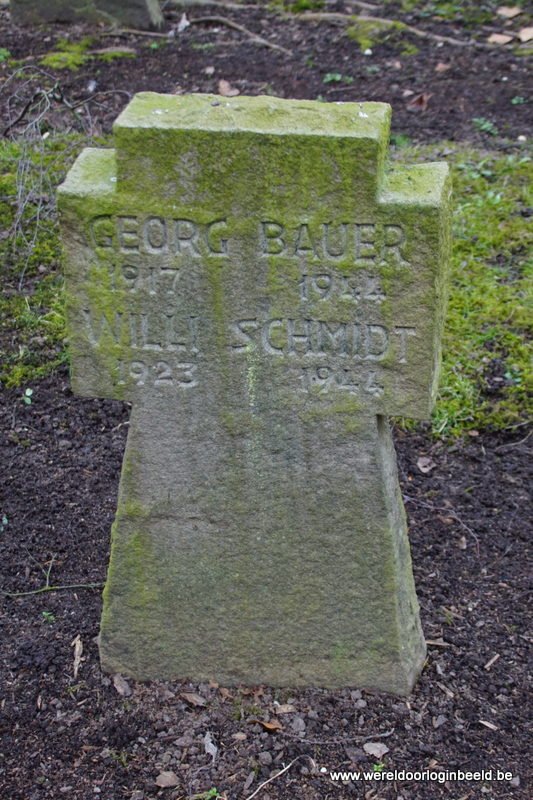 GEORG BAUER
1917 1944
WILLI SCHMIDT
1923 1944
www.wereldoorloginbeeld.be